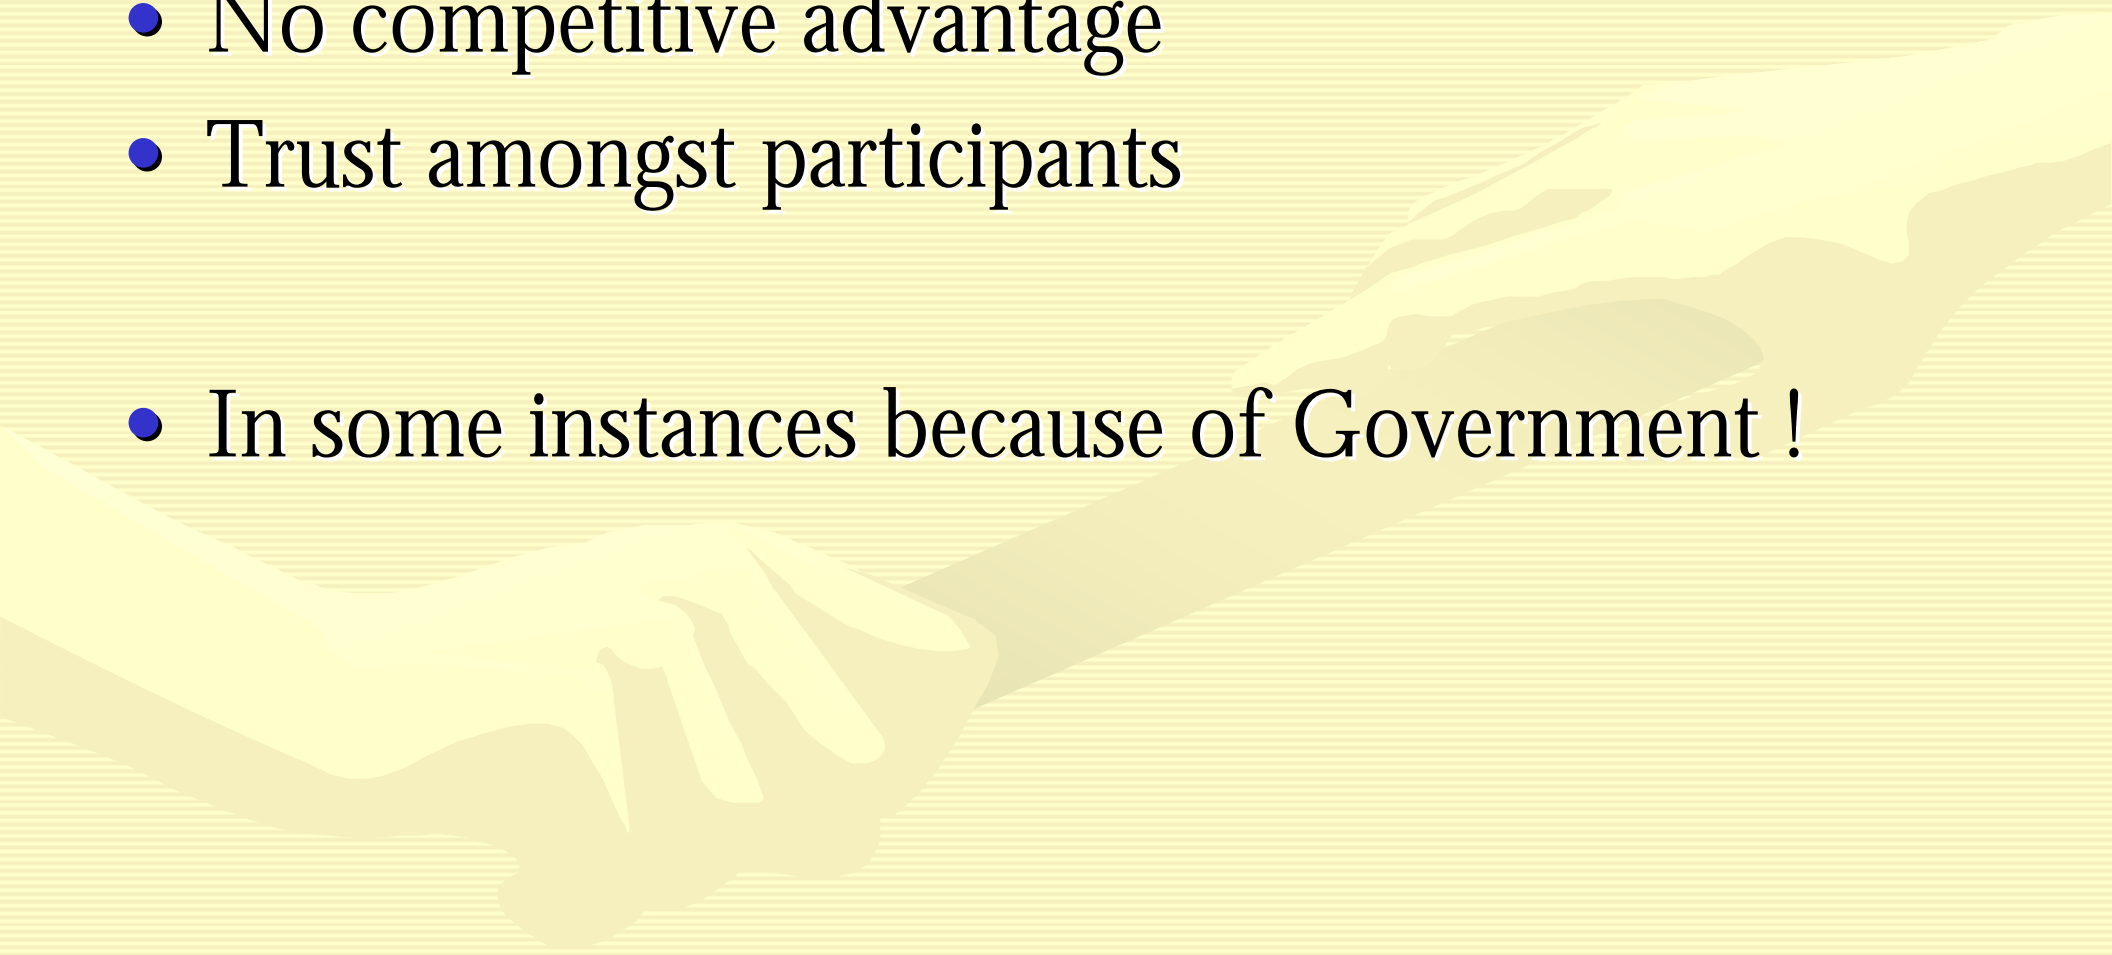 • No competitive advantage
• Trust amongst participants
• In some instances because of Government !